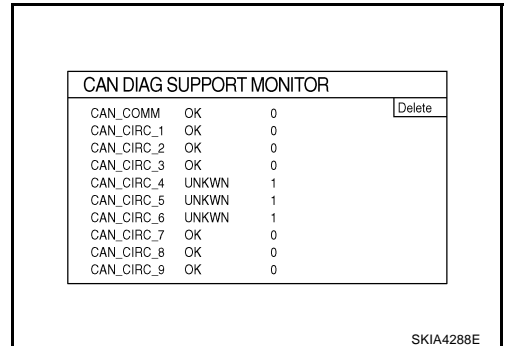 CAN DIAG SUPPORT MONITOR
Delete
CAN_COMM OK 0
CAN_CIRC_1 OK 0
CAN_CIRC_2 OK 0
CAN_CIRC_3 OK 0
CAN_CIRC_4 UNKWN 1
CAN_CIRC_5 UNKWN 1
CAN_CIRC_6 UNKWN 1
CAN_CIRC_7 OK 0
CAN_CIRC_8 OK 0
CAN_CIRC_9 OK 0
SKIA4288E